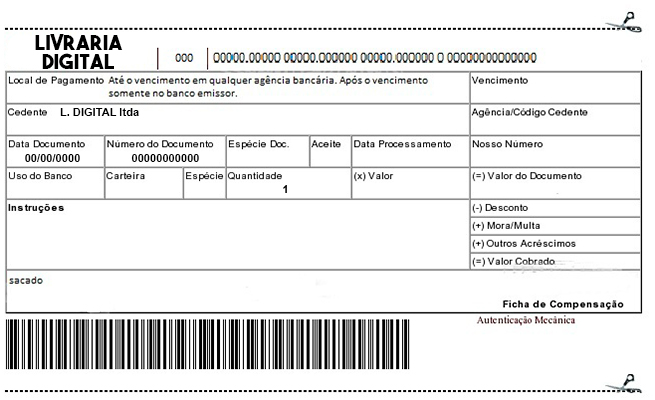 LIVRARIA
DIGITAL
000
00000.00000 00000.000000 00000.000000 0 00000000000000
Local de Pagamento Até o vencimento em qualquer agência bancária. Após o vencimento
somente no banco emissor.
Vencimento
Cedente L. DIGITAL ltda
Agência/Código Cedente
Data Documento Número do Documento Espécie Doc. Aceite Data Processamento Nosso Número
00/00/0000 00000000000
Uso do Banco Carteira Espécie Quantidade (x) Valor (=) Valor do Documento
1
Instruções
(-) Desconto
(+) Mora/Multa
(+) Outros Acréscimos
(=) Valor Cobrado
sacado
Ficha de Compensação
Autenticação Mecânica